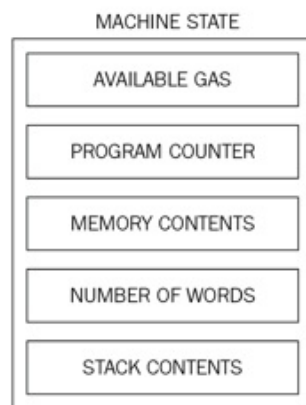 MACHINE STATE
AVAILABLE GAS
PROGRAM COUNTER
MEMORY CONTENTS
NUMBER OF WORDS
STACK CONTENTS